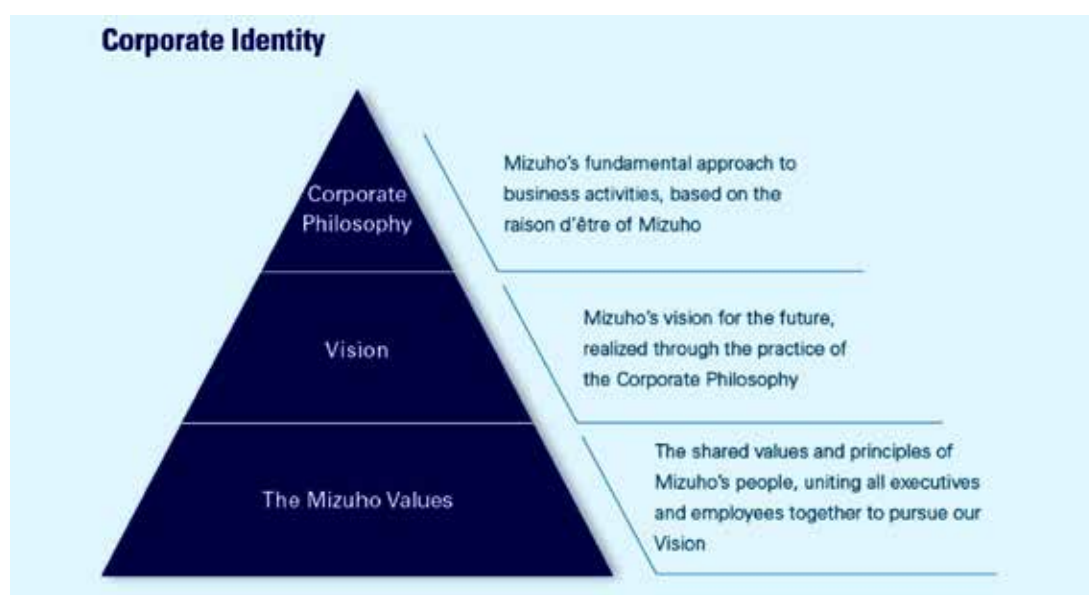 Corporate Identity
Corporate
Philosophy
Mizuho's fundamental approach to
business activities, based on the
raison d'être of Mizuho
Vision
Mizuho's vision for the future,
realized through the practice of
the Corporate Philosophy
The Mizuho Values
The shared values and principles of
Mizuho's people, uniting all executives
and employees together to pursue our
Vision